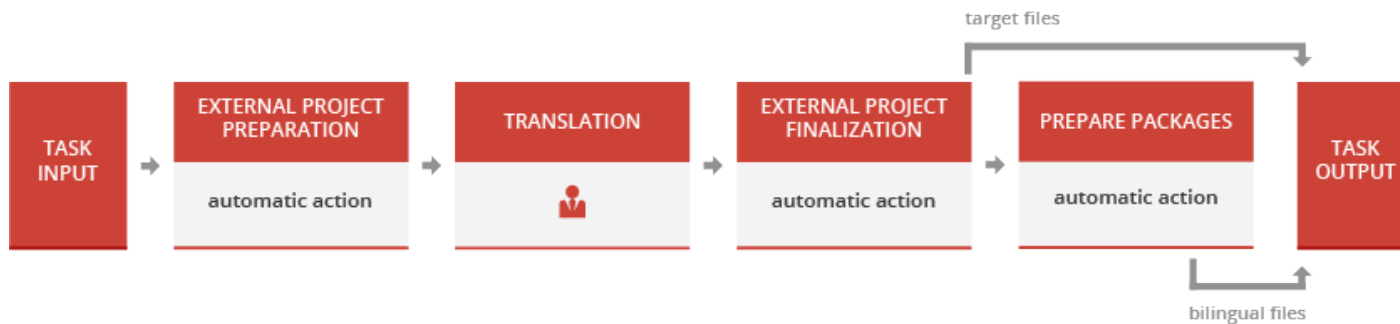 target files
TASK
INPUT
EXTERNAL PROJECT
PREPARATION
automatic action
TRANSLATION
EXTERNAL PROJECT
FINALIZATION
automatic action
PREPARE PACKAGES
automatic action
TASK
OUTPUT
bilingual files